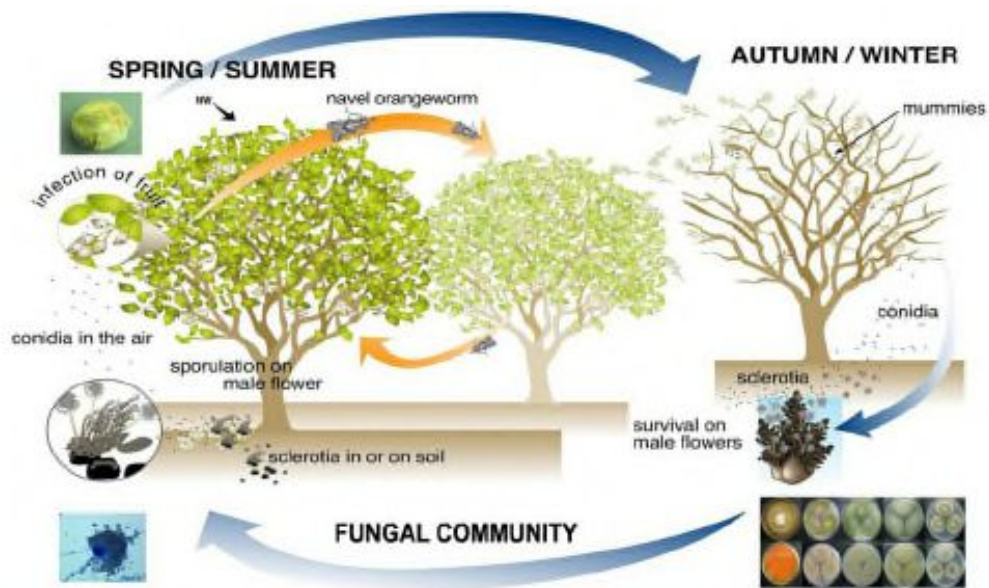 SPRING / SUMMER
AUTUMN / WINTER
NW
navel orangeworm
mummies
infection of fruit
conidia in the air
conidia
sporulation on
male flower
sclerotia
survival on
male flowers
sclerotia in or on soil
FUNGAL COMMUNITY